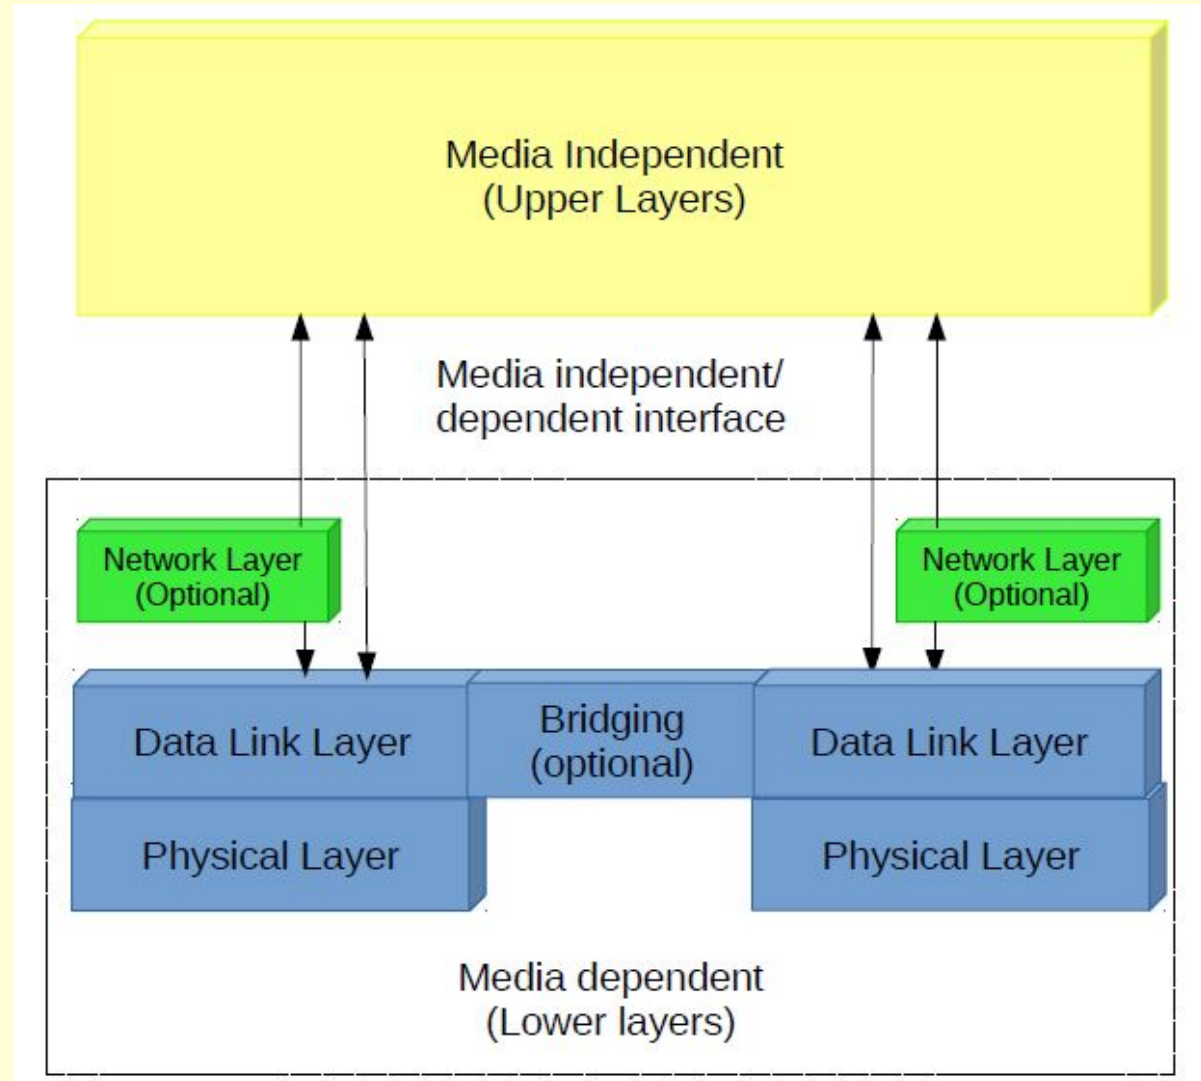 Media Independent
(Upper Layers)
Media independent/
dependent interface
Network Layer
(Optional)
Network Layer
(Optional)
Data Link Layer
Bridging
(optional)
Data Link Layer
Physical Layer
Physical Layer
Media dependent
(Lower layers)